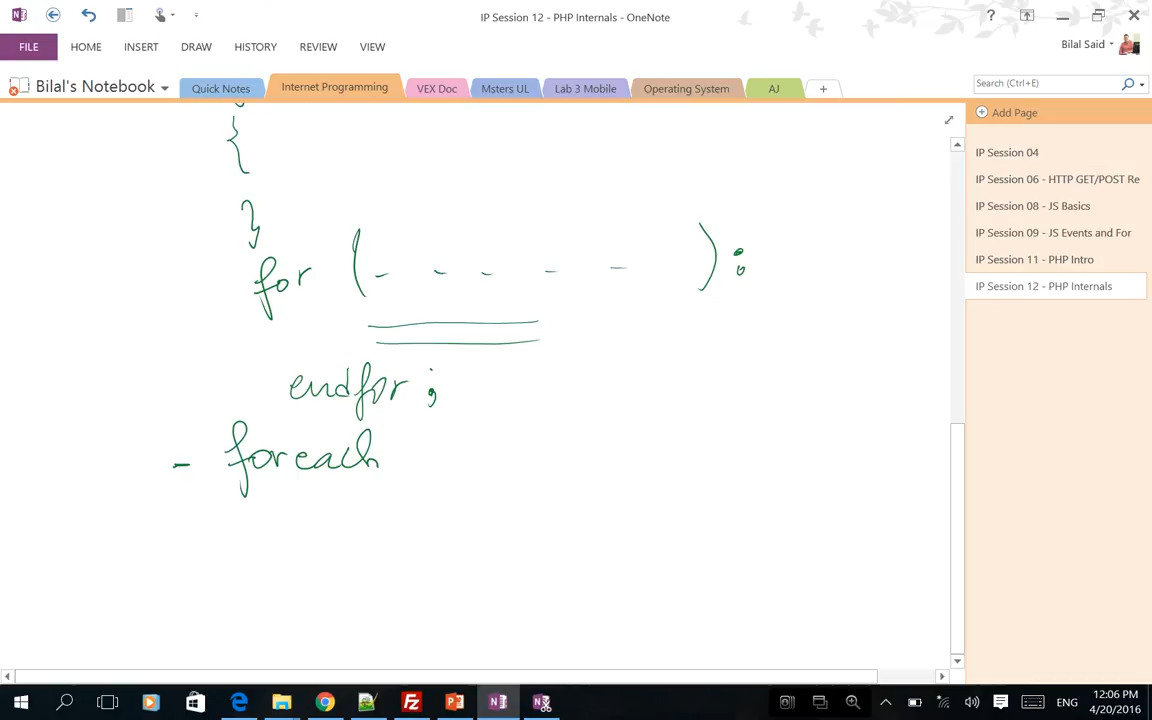 IP Session 12 - PHP Internals - OneNote
?
FILE HOME INSERT DRAW HISTORY REVIEW VIEW
Bilal Said
Bilal's Notebook
Quick Notes Internet Programming VEX Doc Msters UL Lab 3 Mobile Operating System AJ +
Search (Ctrl+E)
Add Page
IP Session 04
IP Session 06 - HTTP GET/POST Re
IP Session 08 - JS Basics
IP Session 09 - JS Events and For
IP Session 11 - PHP Intro
IP Session 12 - PHP Internals
{
}
for ( - - - - - ) :
endfor ;
- foreach
ENG
12:06 PM
4/20/2016